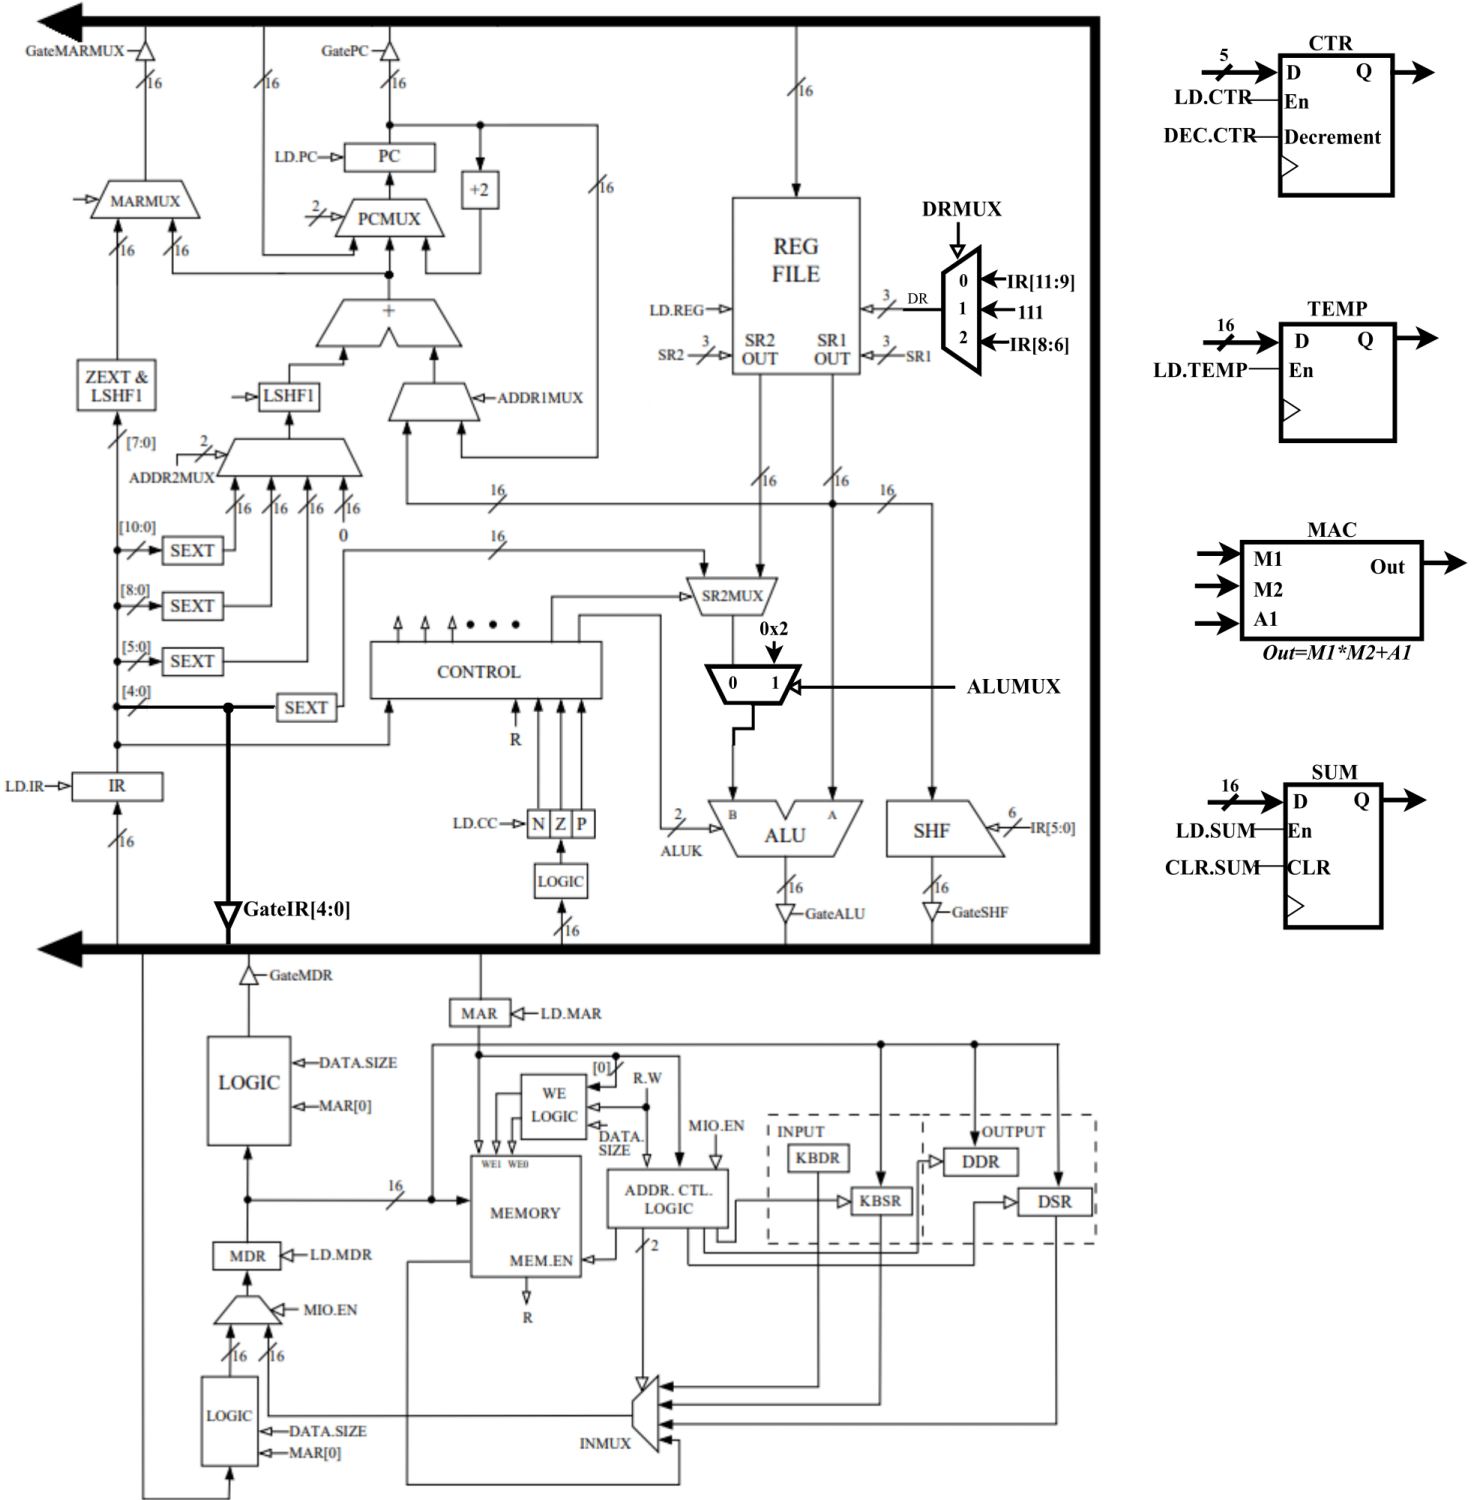 GateMARMUX
16
16
GatePC
16
16
LD.PC
PC
+2
16
MARMUX
2
PCMUX
16
16
+
ZEXT &
LSHF1
LSHF1
ADDR1MUX
[7:0]
2
ADDR2MUX
16
16
16
16
0
[10:0]
SEXT
[8:0]
SEXT
[5:0]
SEXT
[4:0]
SEXT
16
16
16
16
16
REG
FILE
LD.REG
SR2
3
SR2
OUT
SR1
OUT
3
DR
3
SR1
DRMUX
0
1
2
IR[11:9]
111
IR[8:6]
SR2MUX
0x2
0
1
ALUMUX
CONTROL
R
LD.IR
IR
16
LD.CC
N
Z
P
LOGIC
16
2
ALUK
B
A
ALU
16
GateALU
SHF
6
IR[5:0]
16
GateSHF
GateIR[4:0]
GateMDR
LOGIC
DATA.SIZE
MAR[0]
MAR
LD.MAR
[0]
R.W
WE
LOGIC
DATA.
SIZE
MIO.EN
WE1 WE0
MEMORY
MEM.EN
R
ADDR. CTL.
LOGIC
2
16
MDR
LD.MDR
MIO.EN
16
16
LOGIC
DATA.SIZE
MAR[0]
INMUX
INPUT
KBDR
KBSR
OUTPUT
DDR
DSR
CTR
5
D
Q
LD.CTR
En
DEC.CTR
Decrement
TEMP
16
D
Q
LD.TEMP
En
MAC
M1
M2
A1
Out
Out=M1*M2+A1
SUM
16
D
Q
LD.SUM
En
CLR.SUM
CLR